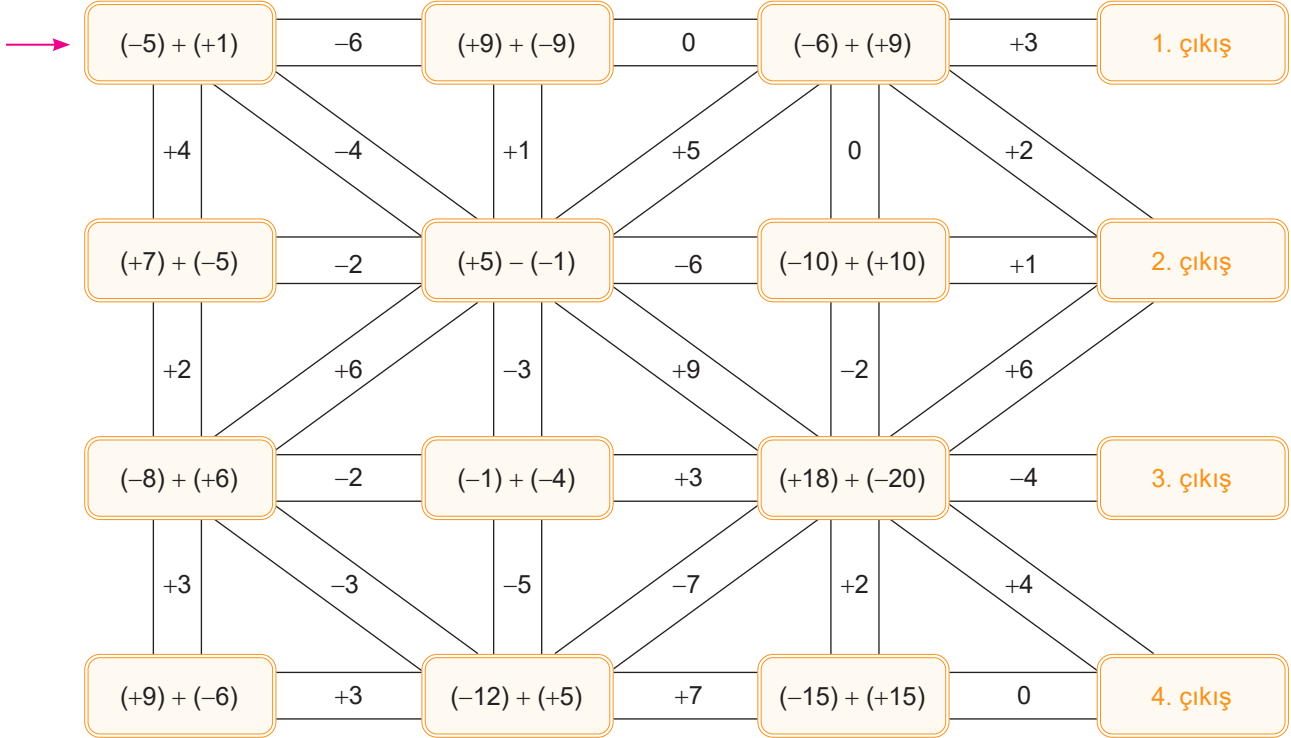 (–5) + (+1) –6 (+9) + (–9) 0 (–6) + (+9) +3 1. çıkış
+4 –4 +1 +5 0 +2
(+7) + (–5) –2 (+5) – (–1) –6 (–10) + (+10) +1 2. çıkış
+2 +6 –3 +9 –2 +6
(–8) + (+6) –2 (–1) + (–4) +3 (+18) + (–20) –4 3. çıkış
+3 –3 –5 –7 +2 +4
(+9) + (–6) +3 (–12) + (+5) +7 (–15) + (+15) 0 4. çıkış